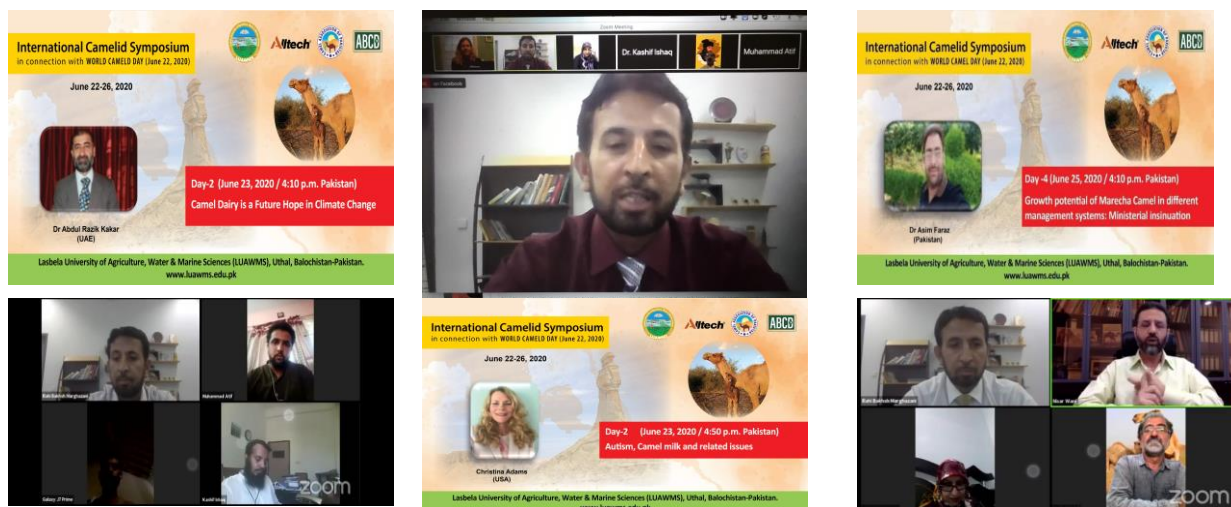 International Camelid Symposium
in connection with WORLD CAMELD DAY (June 22, 2020)
Alltech
ABCD
June 22-26, 2020
Day-2 (June 23, 2020 / 4:10 p.m. Pakistan)
Camel Dairy is a Future Hope in Climate Change
Dr Abdul Razik Kakar
(UAE)
Lasbela University of Agriculture, Water & Marine Sciences (LUAWMS), Uthal, Balochistan-Pakistan.
www.luawms.edu.pk
Zoom Meeting
Dr. Kashif Ishaq
Muhammad Atif
International Camelid Symposium
in connection with WORLD CAMEL DAY (June 22, 2020)
Alltech
ABCD
June 22-26, 2020
Day -4 (June 25, 2020 / 4:10 p.m. Pakistan)
Growth potential of Marecha Camel in different
management systems: Ministerial insinuation
Dr Asim Faraz
(Pakistan)
Lasbela University of Agriculture, Water & Marine Sciences (LUAWMS), Uthal, Balochistan-Pakistan.
www.luawms.edu.pk
Muhammad Atif
Galaxy J7 Prime
Kashif Ishaq
zoom
International Camelid Symposium
in connection with WORLD CAMELD DAY (June 22, 2020)
Alltech
ABCD
June 22-26, 2020
Day-2 (June 23, 2020 / 4:50 p.m. Pakistan)
Autism, Camel milk and related issues
Christina Adams
(USA)
Lasbela University of Agriculture, Water & Marine Sciences (LUAWMS), Uthal, Balochistan-Pakistan.
Nisar Wani
zoom